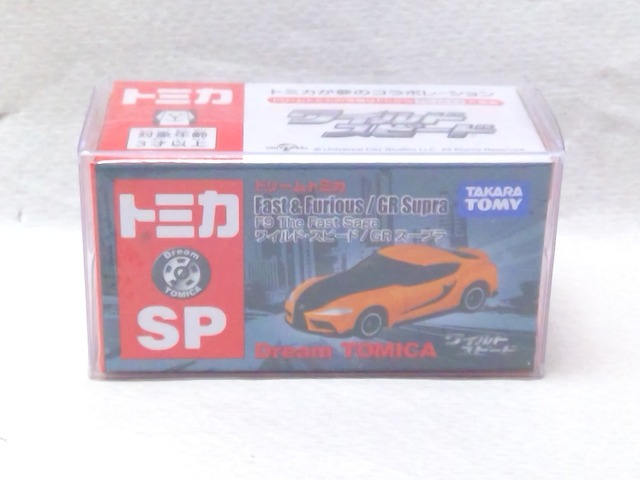 トミカ
対象年齢
3才以上
トミカが夢のコラボレーション
ワイルド
スピード
トミカ
Dream
TOMICA
SP
ドリームトミカ
Fast & Furious / GR Supra
F9 The Fast Saga
ワイルド・スピード / GR スープラ
TAKARA
TOMY
Dream TOMICA
ワイルド
スピード